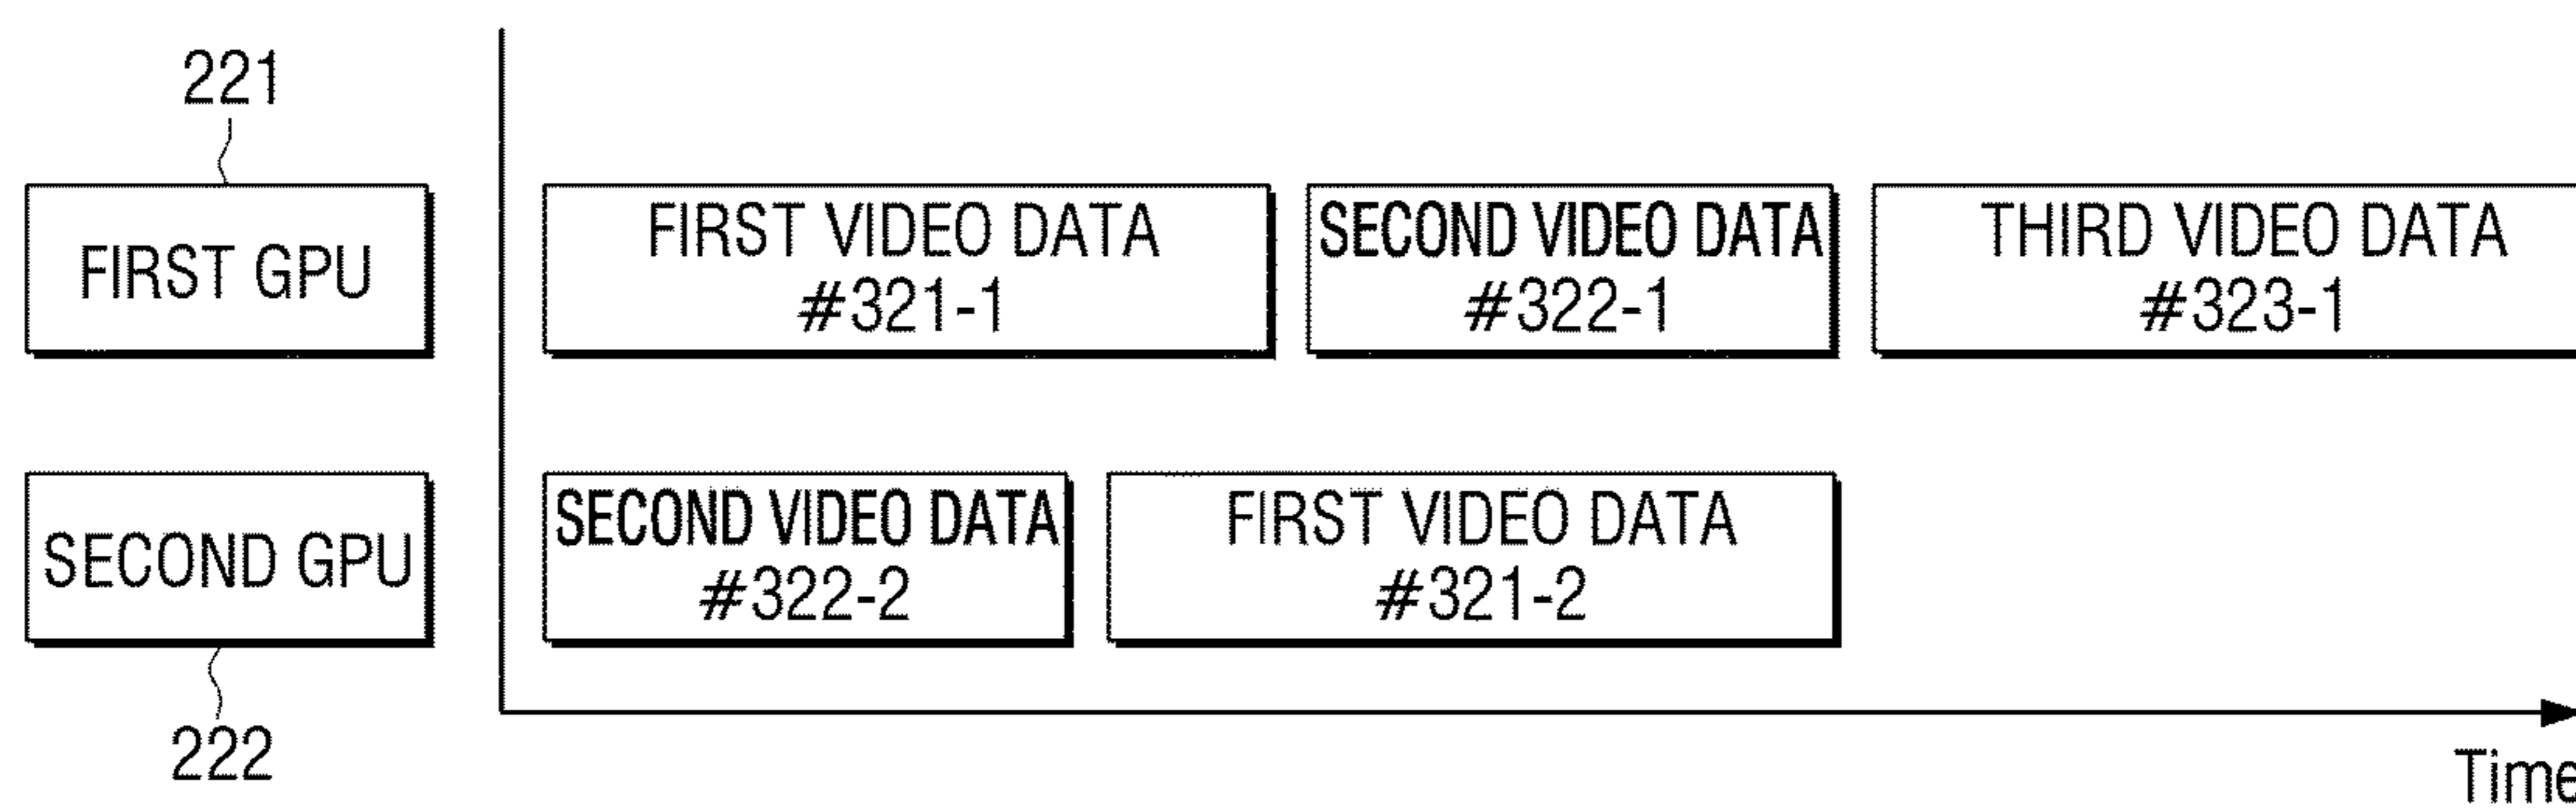 221
FIRST GPU
FIRST VIDEO DATA
#321-1
SECOND VIDEO DATA
#322-1
THIRD VIDEO DATA
#323-1
SECOND GPU
SECOND VIDEO DATA
#322-2
FIRST VIDEO DATA
#321-2
222
Time